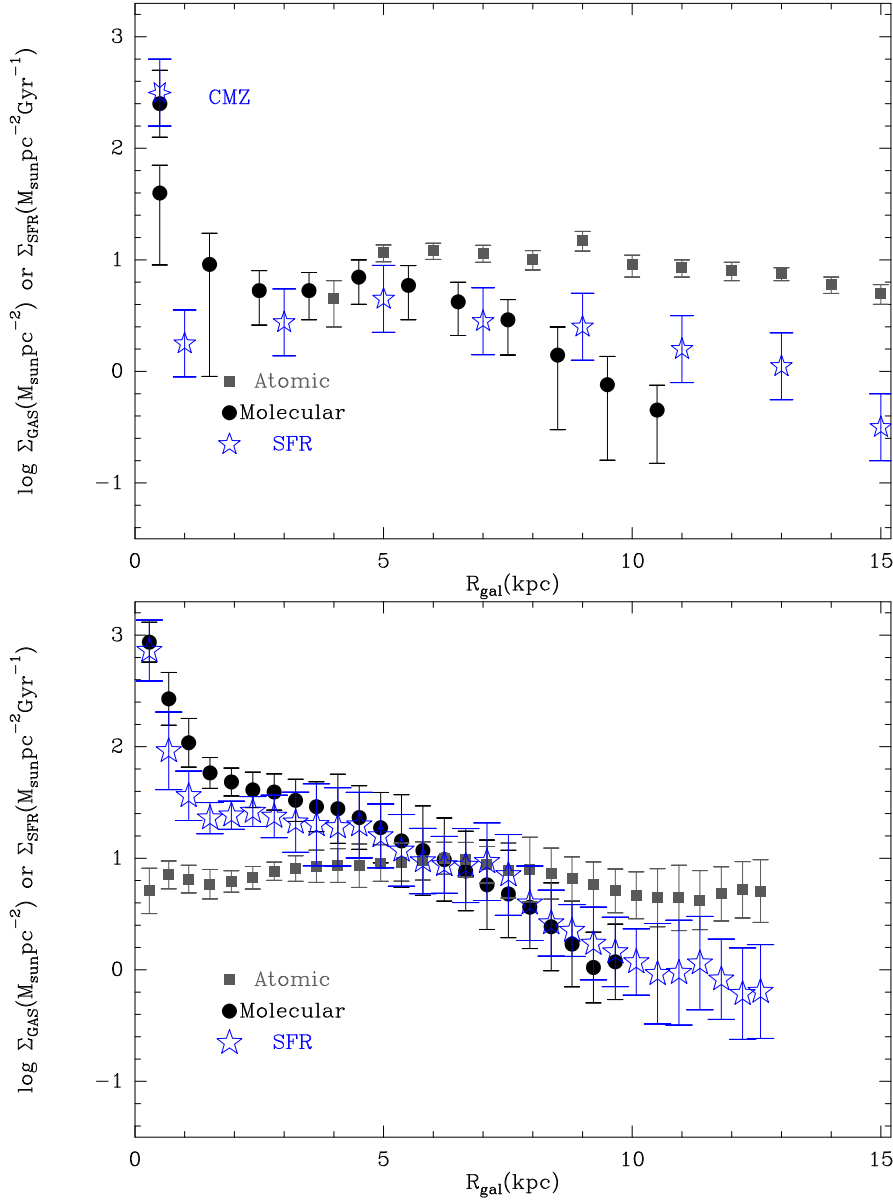 log Σ_GAS(M_sun pc^−2) or Σ_SFR(M_sun pc^−2 Gyr^−1)
3
2
1
0
−1
CMZ
Atomic
Molecular
SFR
0 5 10 15
R_gal(kpc)
log Σ_GAS(M_sun pc^−2) or Σ_SFR(M_sun pc^−2 Gyr^−1)
3
2
1
0
−1
Atomic
Molecular
SFR
0 5 10 15
R_gal(kpc)